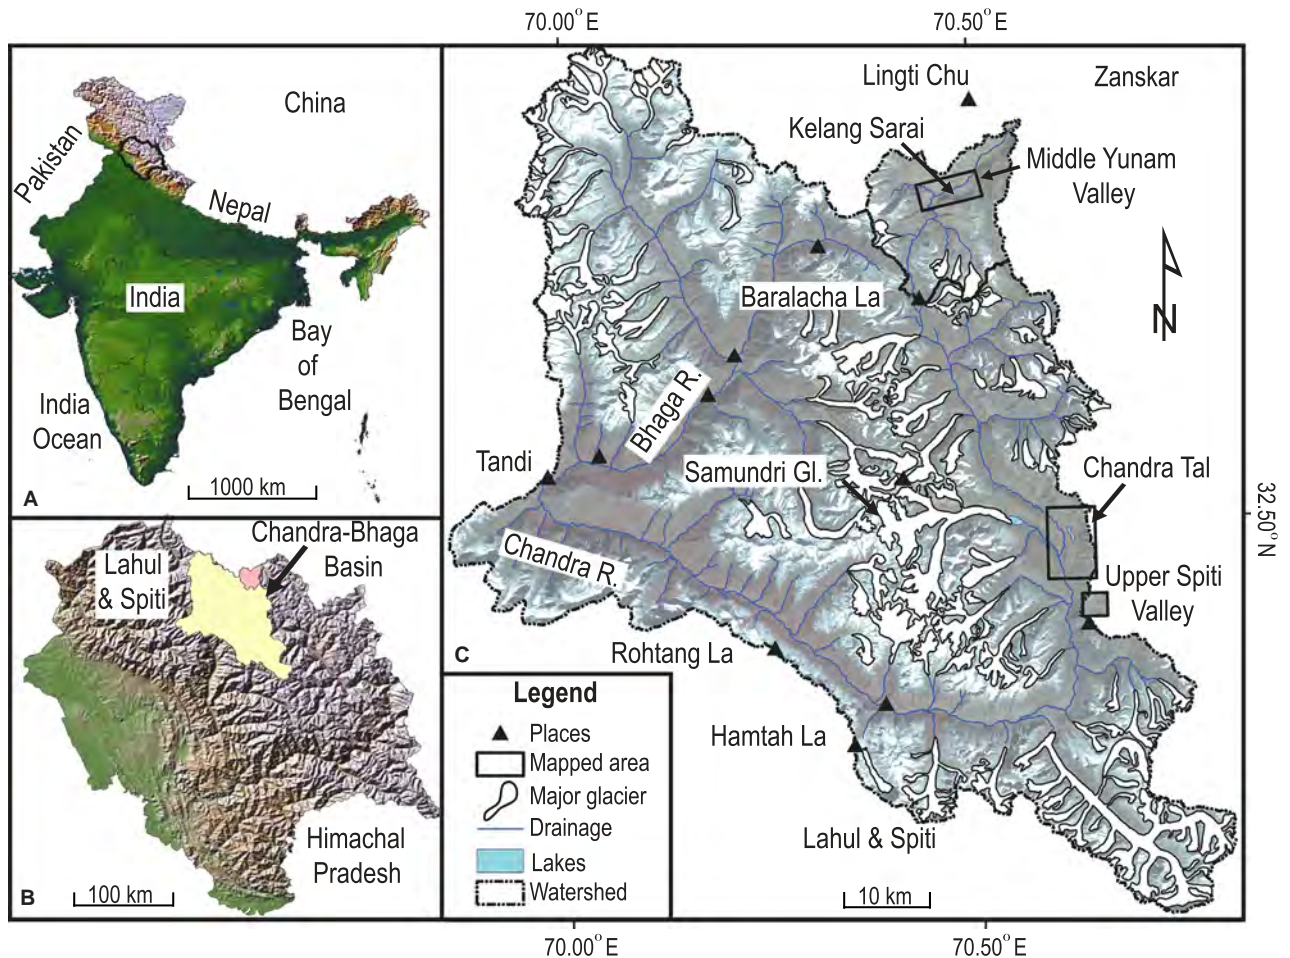 70.00° E
70.50° E
China
Pakistan
Nepal
India
Bay
of
Bengal
India
Ocean
1000 km
A
Lahul
& Spiti
Chandra-Bhaga
Basin
Himachal
Pradesh
100 km
B
Lingti Chu
Zanskar
Kelang Sarai
Middle Yunam
Valley
N
Baralacha La
Bhaga R.
Tandi
Samundri Gl.
Chandra Tal
32.50° N
Chandra R.
Upper Spiti
Valley
Rohtang La
C
Hamtah La
Lahul & Spiti
10 km
Legend
Places
Mapped area
Major glacier
Drainage
Lakes
Watershed
70.00° E
70.50° E